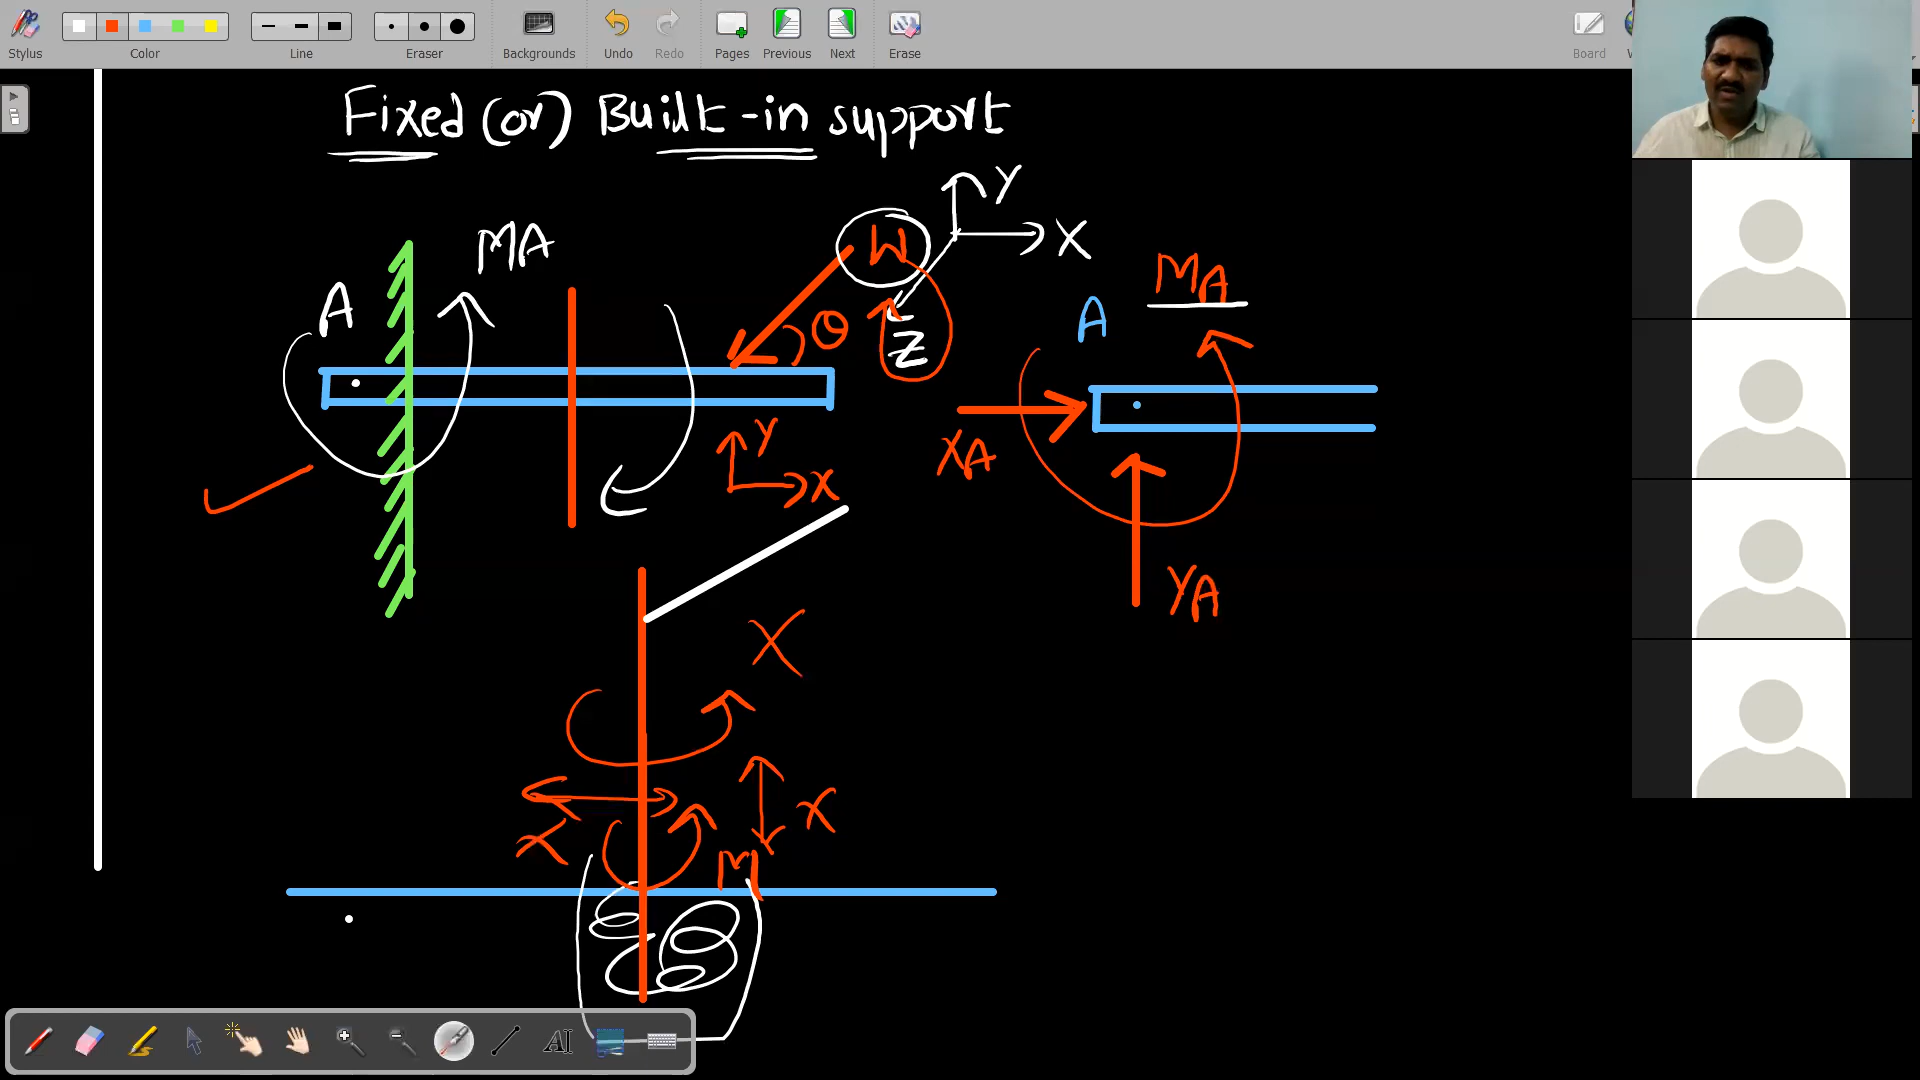 Stylus
Color
Line
Eraser
Backgrounds
Undo
Redo
Pages
Previous
Next
Erase
Board
Fixed (or) Built-in support
Y
X
Z
MA
A
W
θ
Y
X
MA
A
XA
YA
X
X
X
M
AI